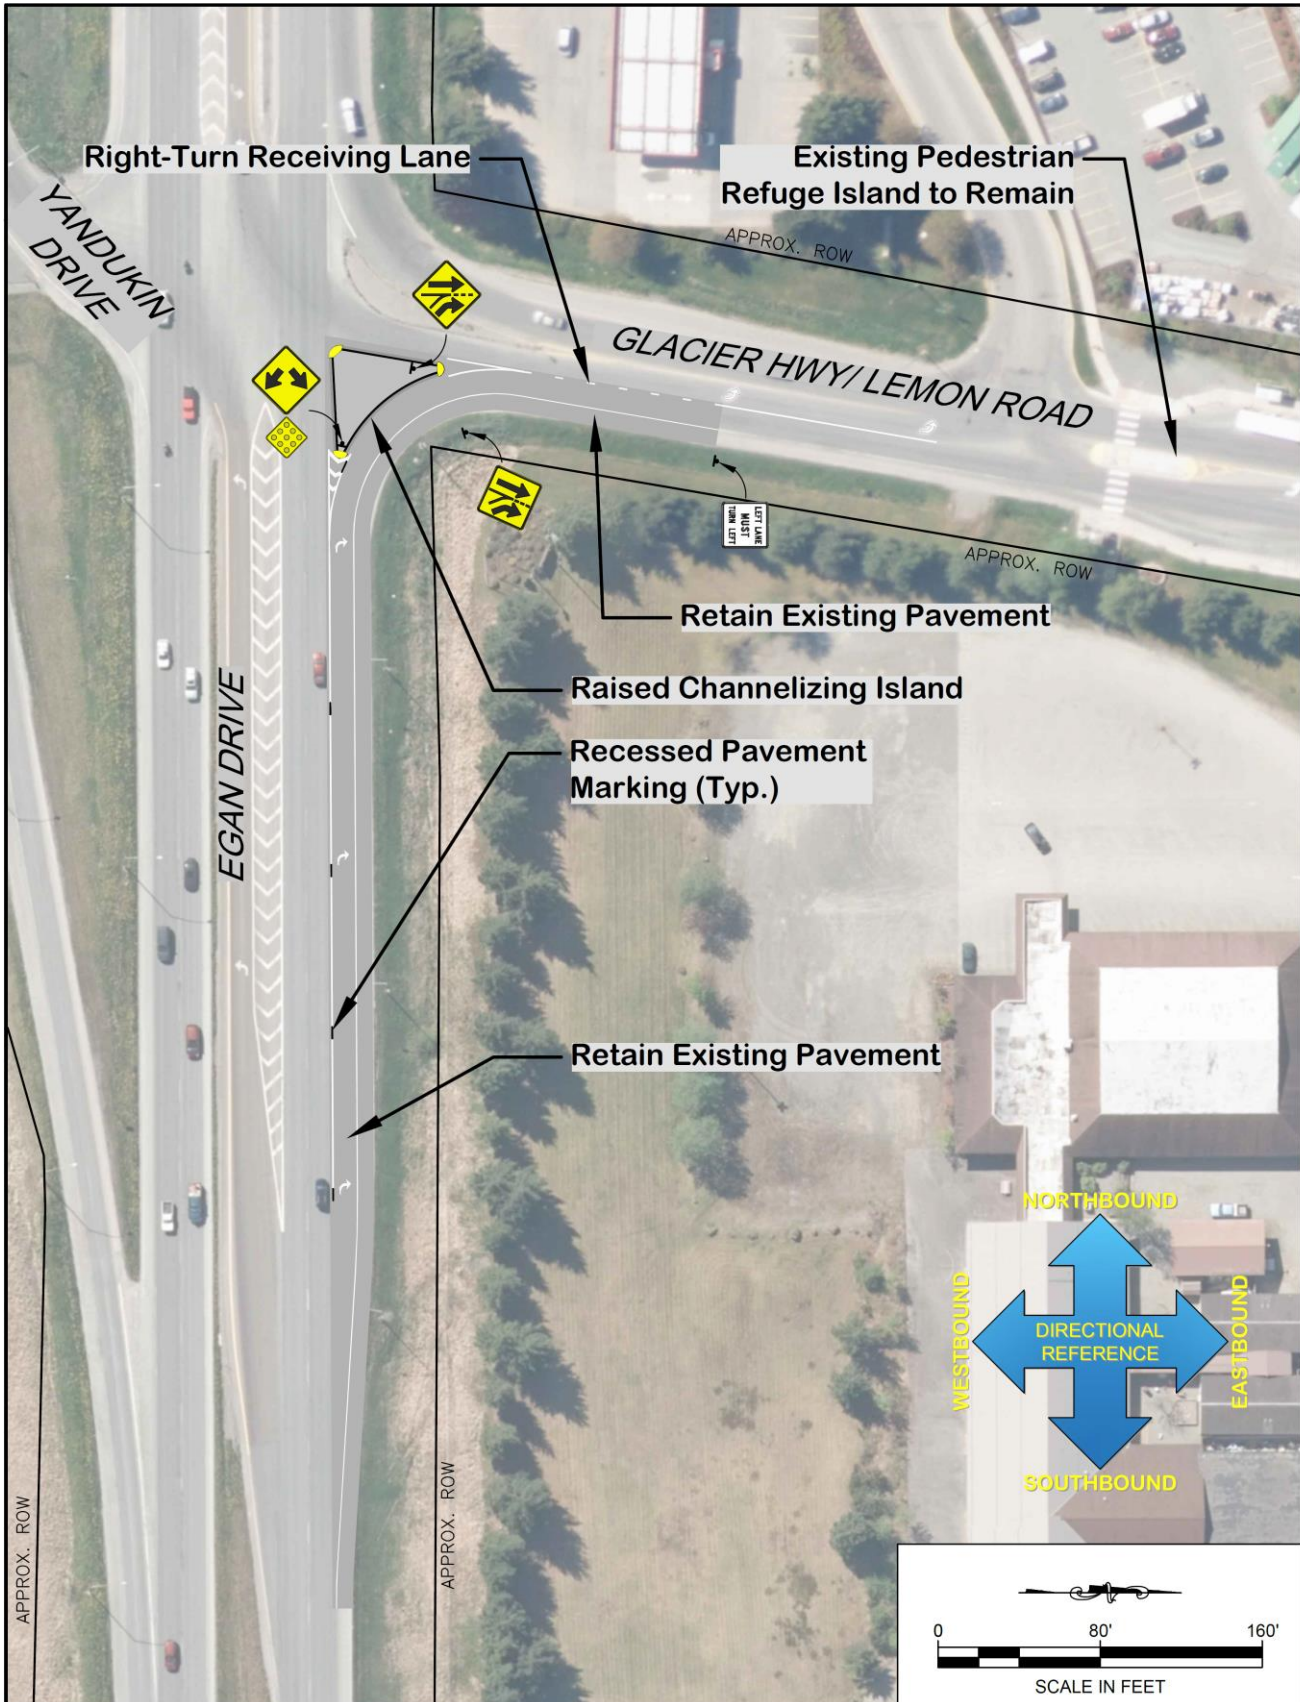 Right-Turn Receiving Lane
Existing Pedestrian
Refuge Island to Remain
YANDUKIN
DRIVE
APPROX. ROW
GLACIER HWY/ LEMON ROAD
LEFT LANE
MUST
TURN LEFT
APPROX. ROW
Retain Existing Pavement
Raised Channelizing Island
EGAN DRIVE
Recessed Pavement
Marking (Typ.)
Retain Existing Pavement
NORTHBOUND
WESTBOUND
DIRECTIONAL
REFERENCE
EASTBOUND
SOUTHBOUND
APPROX. ROW
APPROX. ROW
0 80' 160'
SCALE IN FEET